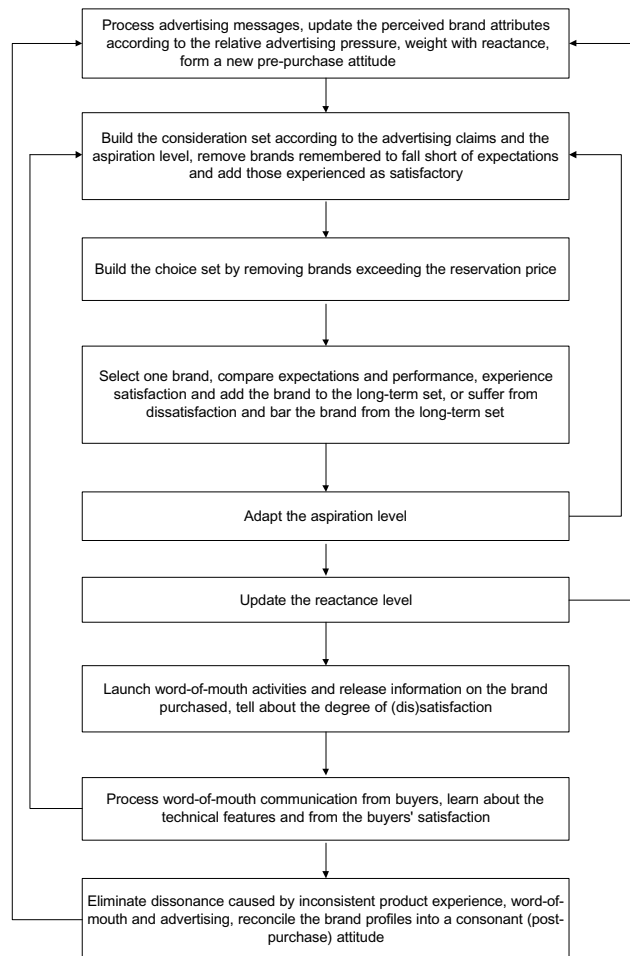 Process advertising messages, update the perceived brand attributes
according to the relative advertising pressure, weight with reactance,
form a new pre-purchase attitude
Build the consideration set according to the advertising claims and the
aspiration level, remove brands remembered to fall short of expectations
and add those experienced as satisfactory
Build the choice set by removing brands exceeding the reservation price
Select one brand, compare expectations and performance, experience
satisfaction and add the brand to the long-term set, or suffer from
dissatisfaction and bar the brand from the long-term set
Adapt the aspiration level
Update the reactance level
Launch word-of-mouth activities and release information on the brand
purchased, tell about the degree of (dis)satisfaction
Process word-of-mouth communication from buyers, learn about the
technical features and from the buyers' satisfaction
Eliminate dissonance caused by inconsistent product experience, word-of-
mouth and advertising, reconcile the brand profiles into a consonant (post-
purchase) attitude